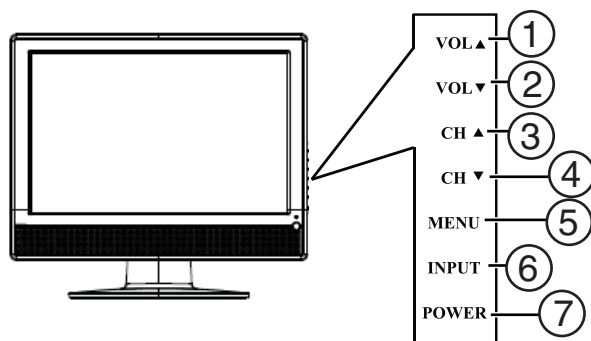 VOL▲ 1
VOL▼ 2
CH ▲ 3
CH ▼ 4
MENU 5
INPUT 6
POWER 7